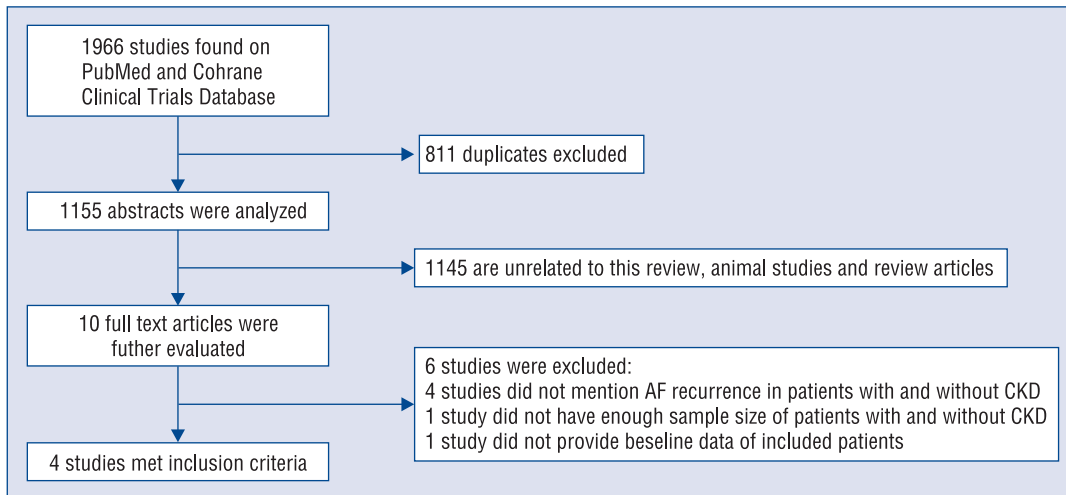 1966 studies found on
PubMed and Cohrane
Clinical Trials Database
811 duplicates excluded
1155 abstracts were analyzed
1145 are unrelated to this review, animal studies and review articles
10 full text articles were
futher evaluated
6 studies were excluded:
4 studies did not mention AF recurrence in patients with and without CKD
1 study did not have enough sample size of patients with and without CKD
1 study did not provide baseline data of included patients
4 studies met inclusion criteria